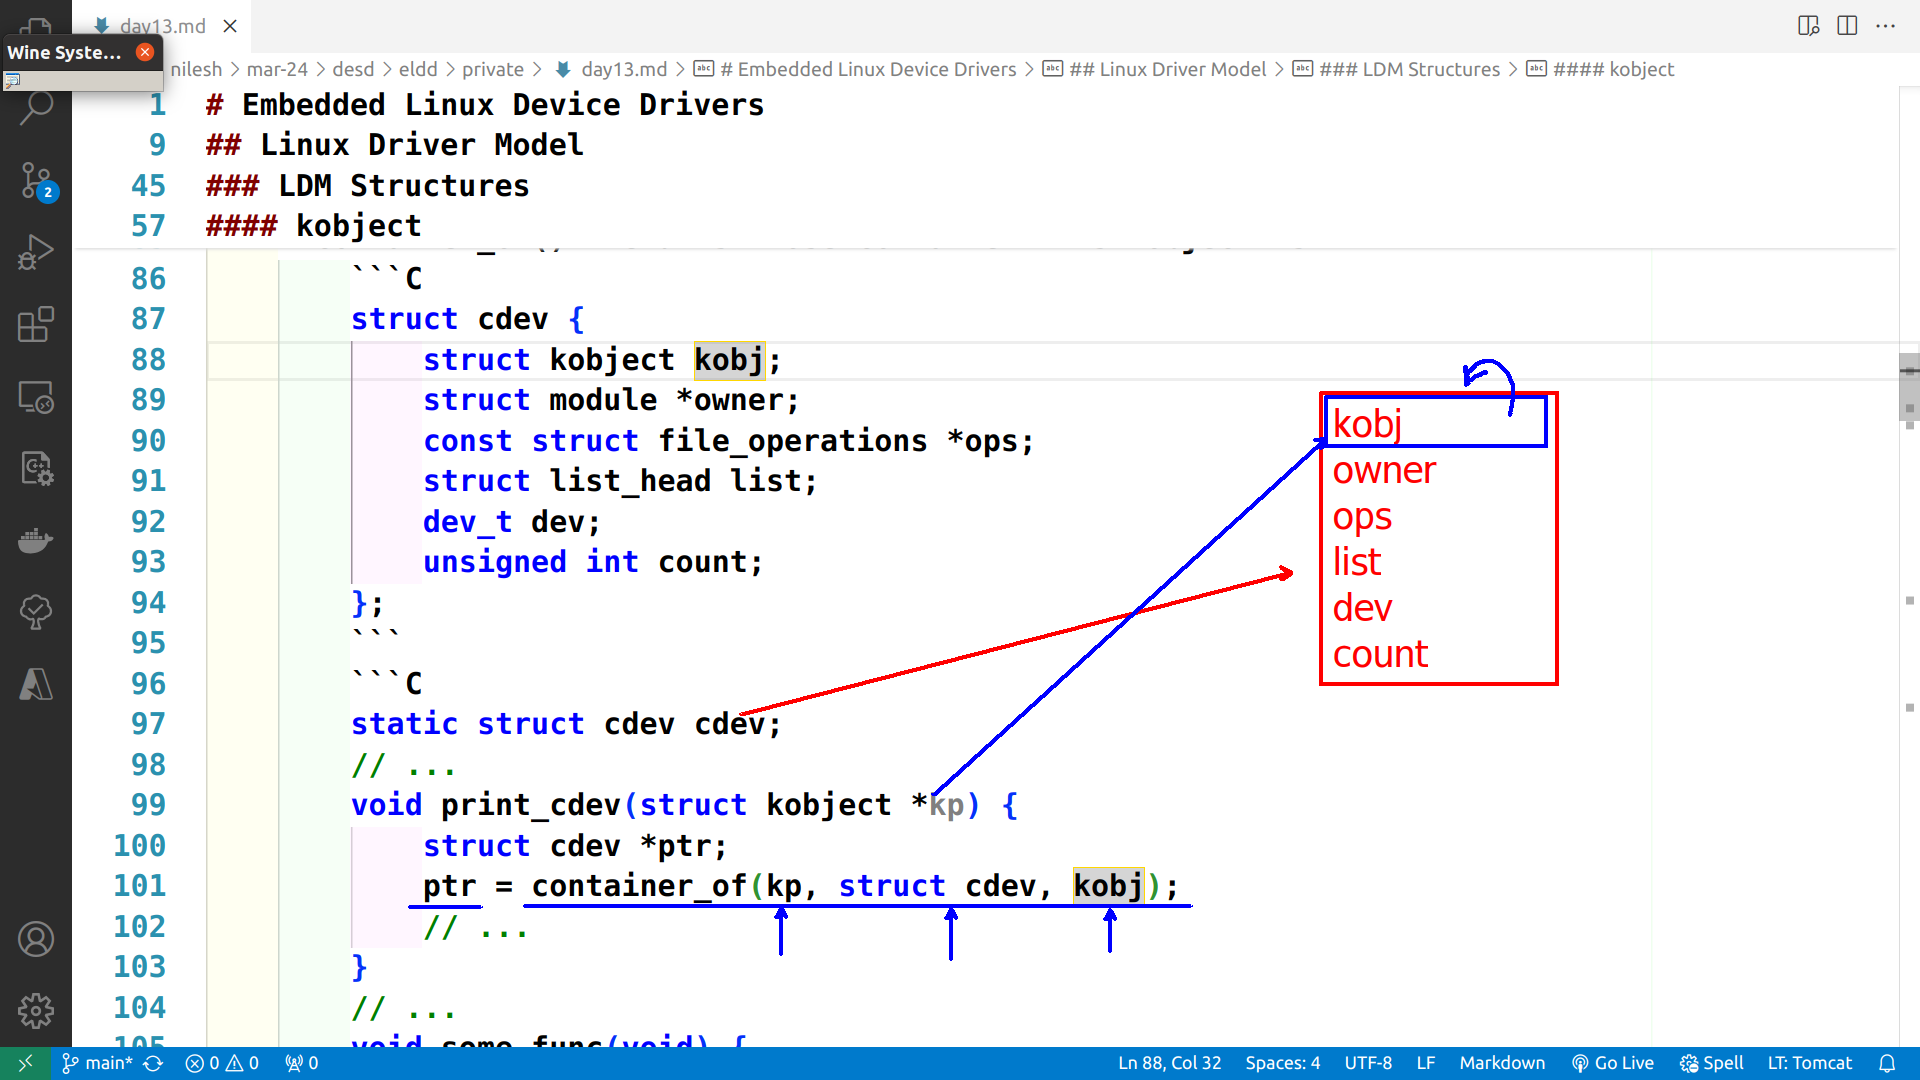 day13.md
Wine Syste...
nilesh > mar-24 > desd > eldd > private > day13.md > # Embedded Linux Device Drivers > ## Linux Driver Model > ### LDM Structures > #### kobject
1 # Embedded Linux Device Drivers
9 ## Linux Driver Model
45 ### LDM Structures
57 #### kobject
86 ```C
87 struct cdev {
88 struct kobject kobj;
89 struct module *owner;
90 const struct file_operations *ops;
91 struct list_head list;
92 dev_t dev;
93 unsigned int count;
94 };
95 ```
96 ```C
97 static struct cdev cdev;
98 // ...
99 void print_cdev(struct kobject *kp) {
100 struct cdev *ptr;
101 ptr = container_of(kp, struct cdev, kobj);
102 // ...
103 }
104 // ...
105 void some_func(void) {
kobj
owner
ops
list
dev
count
2
main* 0 0 0 Ln 88, Col 32 Spaces: 4 UTF-8 LF Markdown Go Live Spell LT: Tomcat